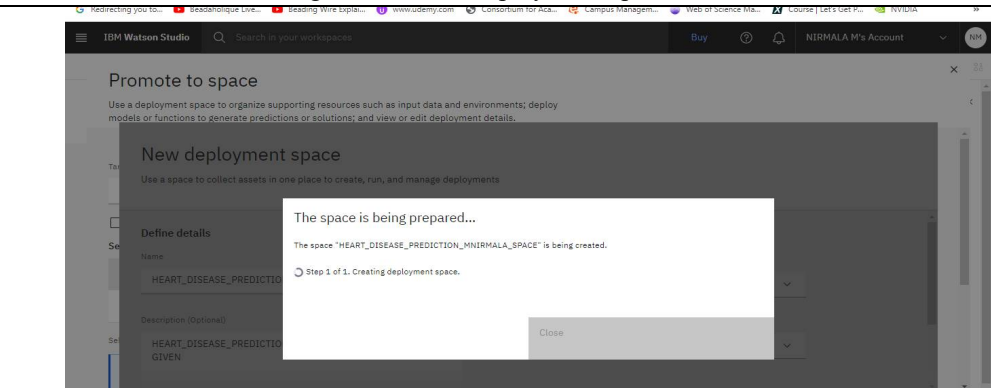 Redirecting you to...
Beadaholique Live...
Beading Wire Explai...
www.udemy.com
Consortium for Aca...
Campus Managem...
Web of Science Ma...
Course | Let's Get P...
NVIDIA
»
IBM Watson Studio
Search in your workspaces
Buy
NIRMALA M's Account
NM
Promote to space
Use a deployment space to organize supporting resources such as input data and environments; deploy
models or functions to generate predictions or solutions; and view or edit deployment details.
New deployment space
Use a space to collect assets in one place to create, run, and manage deployments
Define details
Name
HEART_DISEASE_PREDICTIO
Description (Optional)
HEART_DISEASE_PREDICTIO
GIVEN
The space is being prepared...
The space "HEART_DISEASE_PREDICTION_MNIRMALA_SPACE" is being created.
Step 1 of 1. Creating deployment space.
Close